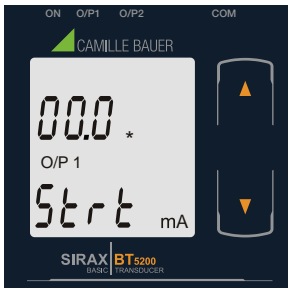 ON O/P1 O/P2 COM
CAMILLE BAUER
00.0 *
O/P 1
Strt mA
SIRAX BT5200
BASIC TRANSDUCER